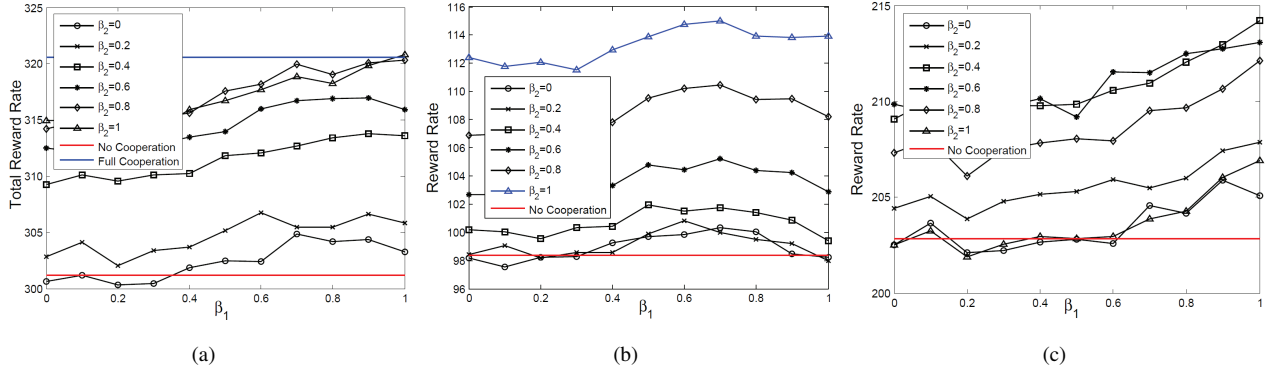 (a)
Total Reward Rate
325
320
315
310
305
300
0
0.2
0.4
0.6
0.8
1
β1
β2=0
β2=0.2
β2=0.4
β2=0.6
β2=0.8
β2=1
No Cooperation
Full Cooperation
(a)
(b)
Reward Rate
116
114
112
110
108
106
104
102
100
98
96
0
0.2
0.4
0.6
0.8
1
β1
β2=0
β2=0.2
β2=0.4
β2=0.6
β2=0.8
β2=1
No Cooperation
(b)
(c)
Reward Rate
215
210
205
200
0
0.2
0.4
0.6
0.8
1
β1
β2=0
β2=0.2
β2=0.4
β2=0.6
β2=0.8
β2=1
No Cooperation
(c)